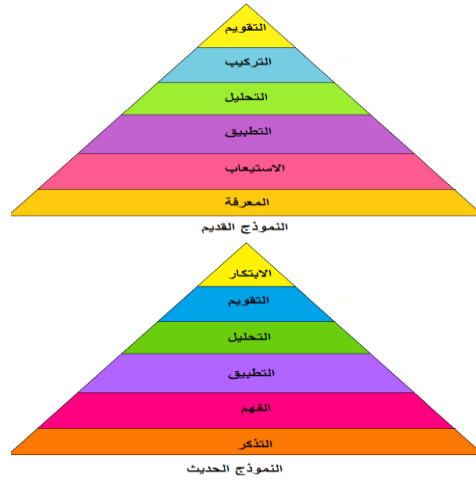 التقويم
التركيب
التحليل
التطبيق
الاستيعاب
المعرفة
النموذج القديم
الابتكار
التقويم
التحليل
التطبيق
الفهم
التذكر
النموذج الحديث